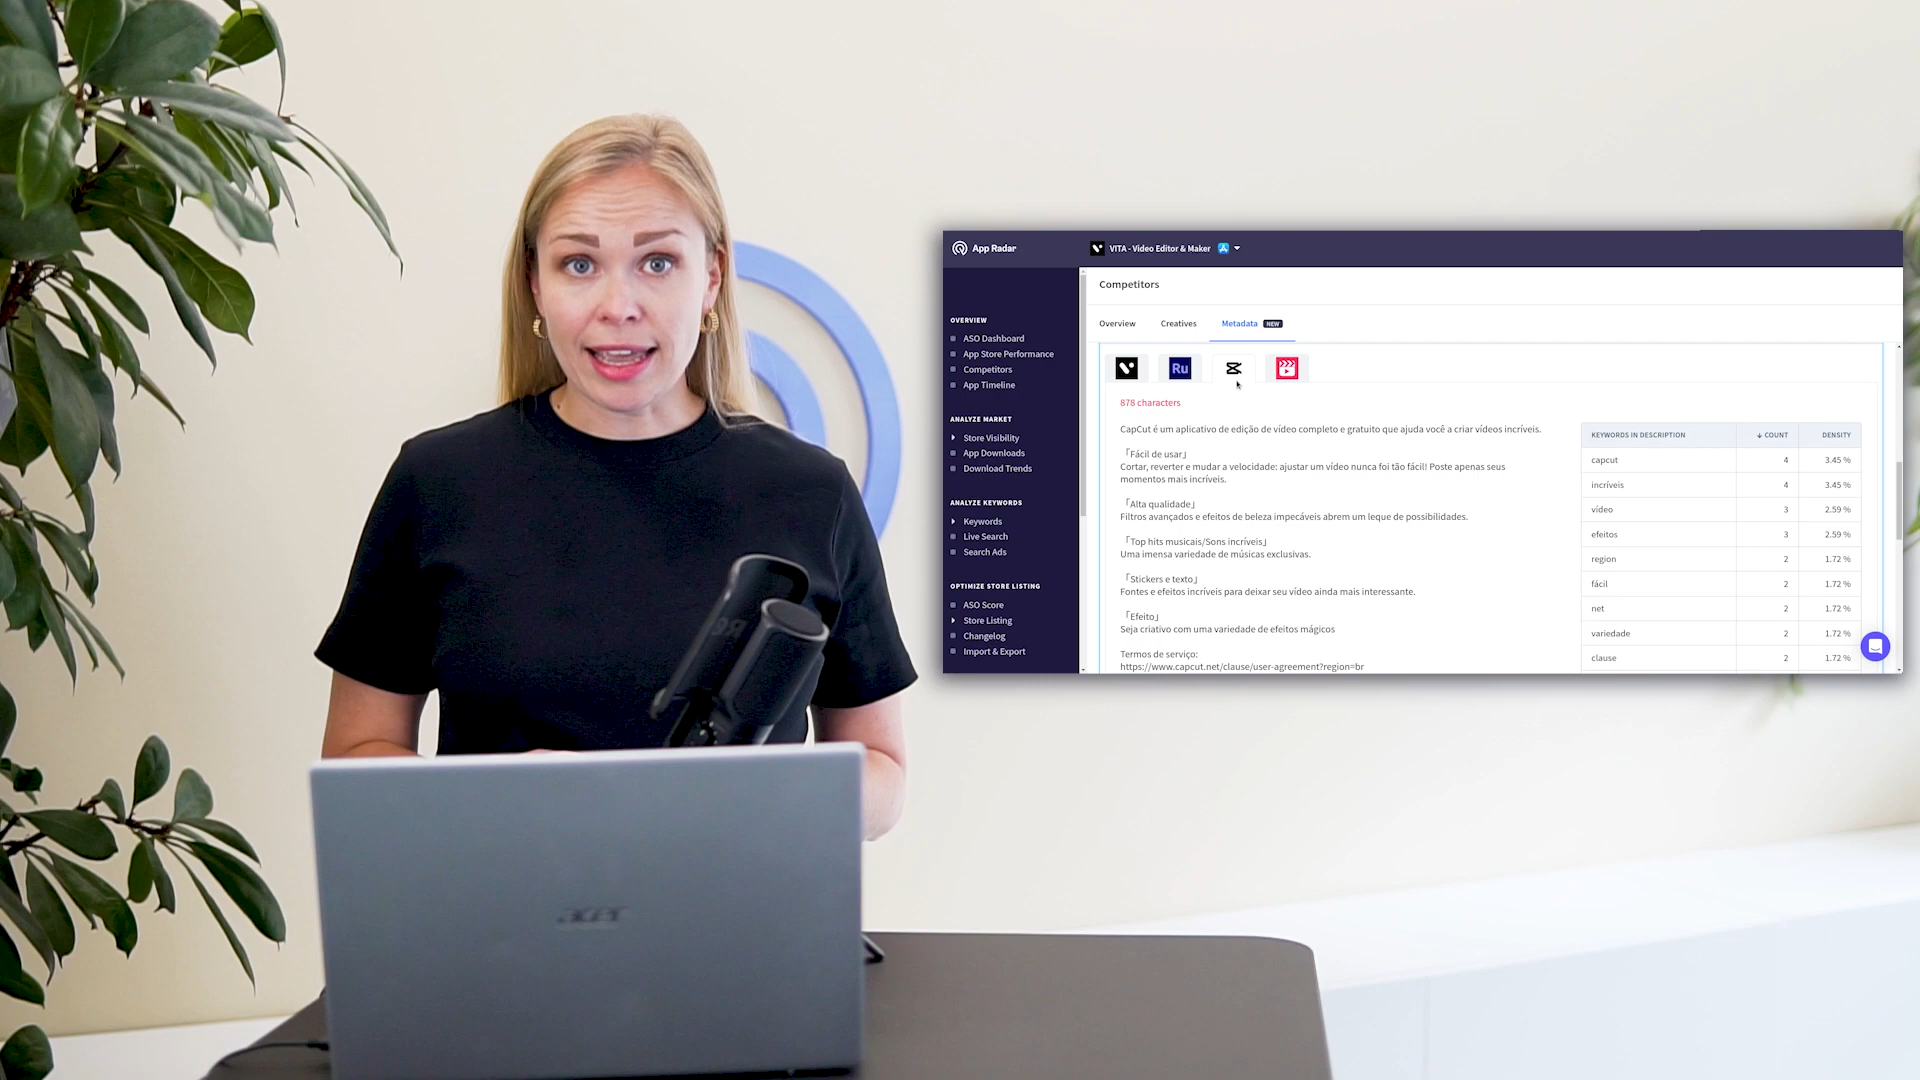 App Radar
VITA - Video Editor & Maker
Competitors
Overview
Creatives
Metadata NEW
OVERVIEW
ASO Dashboard
App Store Performance
Competitors
App Timeline
ANALYZE MARKET
Store Visibility
App Downloads
Download Trends
ANALYZE KEYWORDS
Keywords
Live Search
Search Ads
OPTIMIZE STORE LISTING
ASO Score
Store Listing
Changelog
Import & Export
Ru
878 characters
CapCut é um aplicativo de edição de vídeo completo e gratuito que ajuda você a criar vídeos incríveis.
「Fácil de usar」
Cortar, reverter e mudar a velocidade: ajustar um vídeo nunca foi tão fácil! Poste apenas seus
momentos mais incríveis.
「Alta qualidade」
Filtros avançados e efeitos de beleza impecáveis abrem um leque de possibilidades.
「Top hits musicais/Sons incríveis」
Uma imensa variedade de músicas exclusivas.
「Stickers e texto」
Fontes e efeitos incríveis para deixar seu vídeo ainda mais interessante.
「Efeito」
Seja criativo com uma variedade de efeitos mágicos
Termos de serviço:
https://www.capcut.net/clause/user-agreement?region=br
KEYWORDS IN DESCRIPTION ↓ COUNT DENSITY
capcut 4 3.45 %
incríveis 4 3.45 %
vídeo 3 2.59 %
efeitos 3 2.59 %
region 2 1.72 %
fácil 2 1.72 %
net 2 1.72 %
variedade 2 1.72 %
clause 2 1.72 %
acer